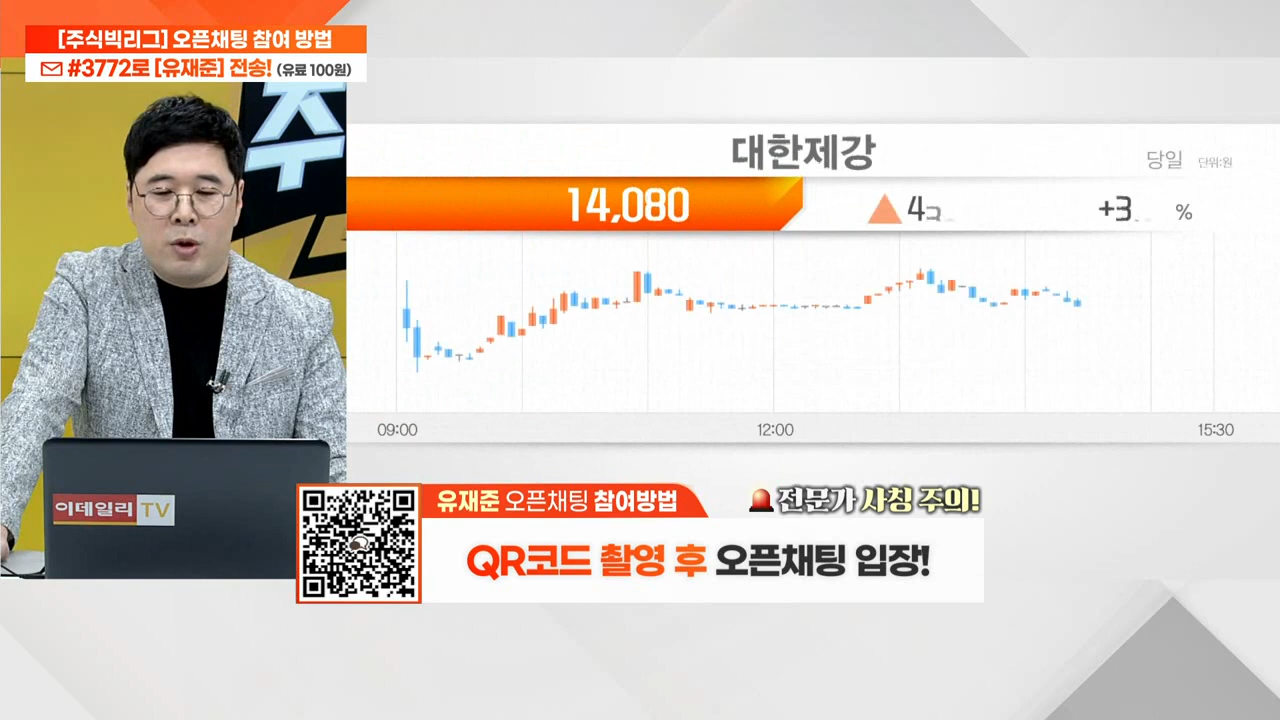 [주식빅리그] 오픈채팅 참여 방법
#3772로 [유재준] 전송! (유료 100원)
주
대한제강
당일 단위:원
14,080
▲ 4
+3 %
09:00 12:00 15:30
이데일리 TV
유재준 오픈채팅 참여방법
전문가 사칭 주의!
QR코드 촬영 후 오픈채팅 입장!